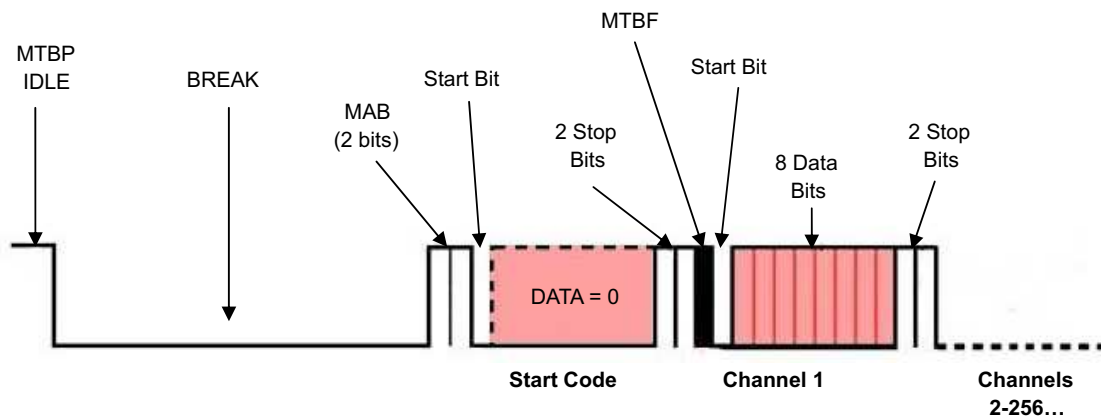 MTBP
IDLE
BREAK
MAB
(2 bits)
Start Bit
2 Stop
Bits
MTBF
Start Bit
8 Data
Bits
2 Stop
Bits
DATA = 0
Start Code
Channel 1
Channels
2-256...